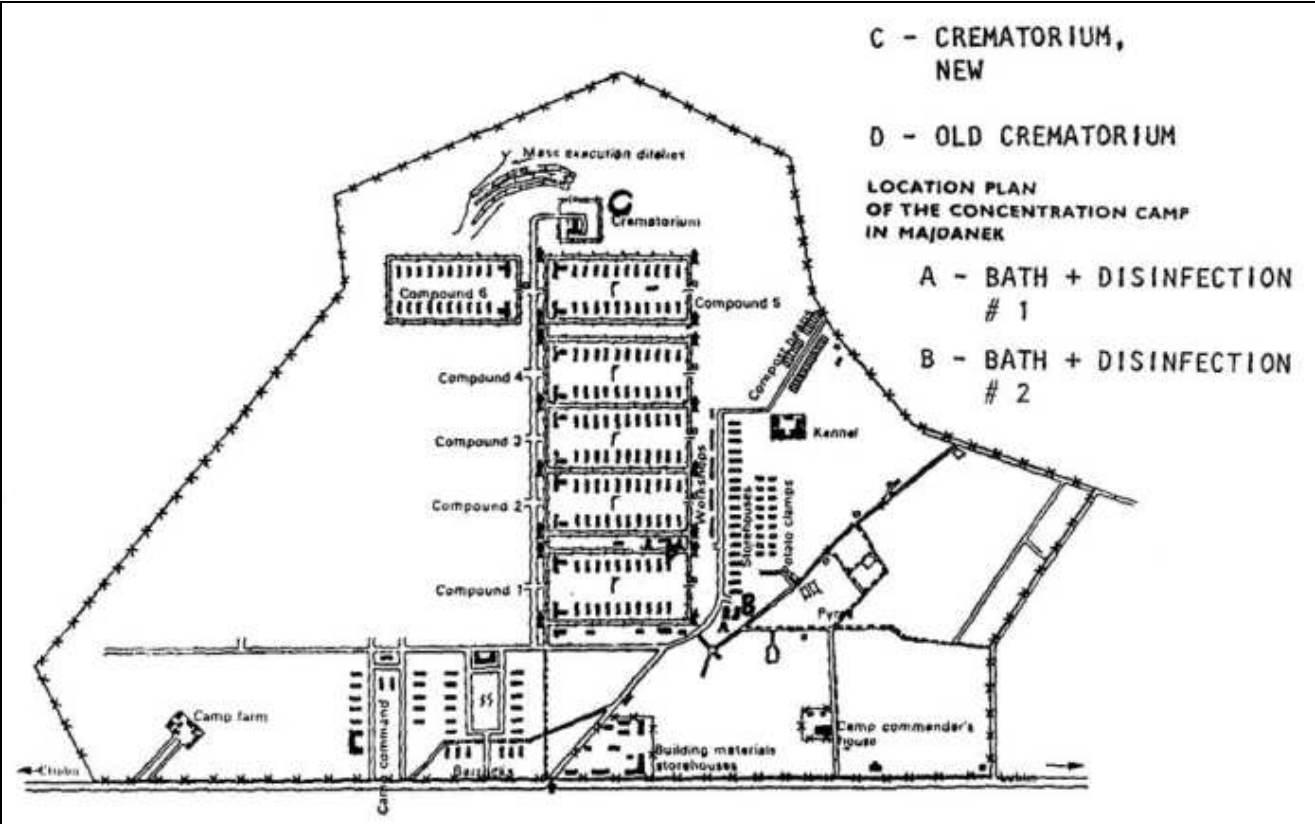 C - CREMATORIUM,
NEW
D - OLD CREMATORIUM
LOCATION PLAN
OF THE CONCENTRATION CAMP
IN MAJDANEK
A - BATH + DISINFECTION
# 1
B - BATH + DISINFECTION
# 2
Mass execution ditches
C
Crematorium
Compound 6
Compound 5
Compound 4
Compound 3
Compound 2
Compound 1
Compost
Kennel
Workshops
Storehouses
Potato clamps
B
A
Pyres
Camp farm
Camp command
SS
Barracks
Building materials
storehouses
Camp commander's
house